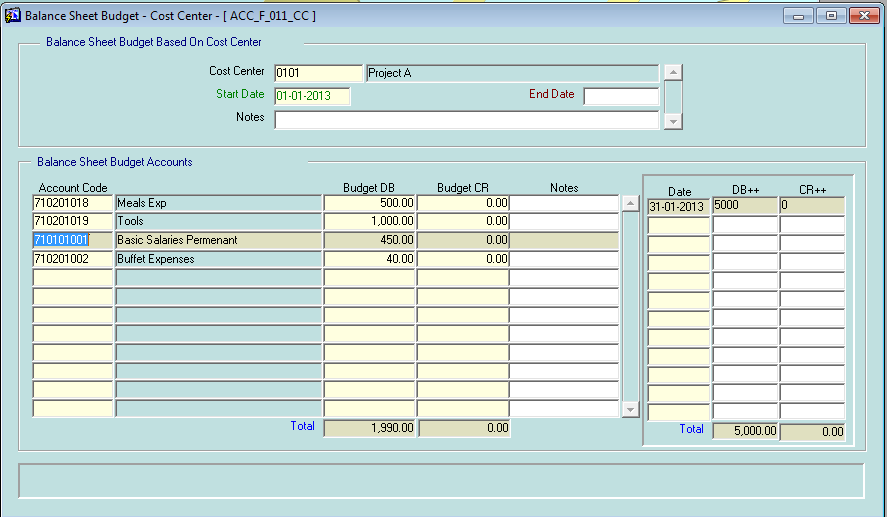 Balance Sheet Budget - Cost Center - [ ACC_F_011_CC ]
Balance Sheet Budget Based On Cost Center
Cost Center 0101 Project A
Start Date 01-01-2013 End Date
Notes
Balance Sheet Budget Accounts
Account Code Budget DB Budget CR Notes
710201018 Meals Exp 500.00 0.00
710201019 Tools 1,000.00 0.00
710101001 Basic Salaries Permenant 450.00 0.00
710201002 Buffet Expenses 40.00 0.00
Total 1,990.00 0.00
Date DB++ CR++
31-01-2013 5000 0
Total 5,000.00 0.00